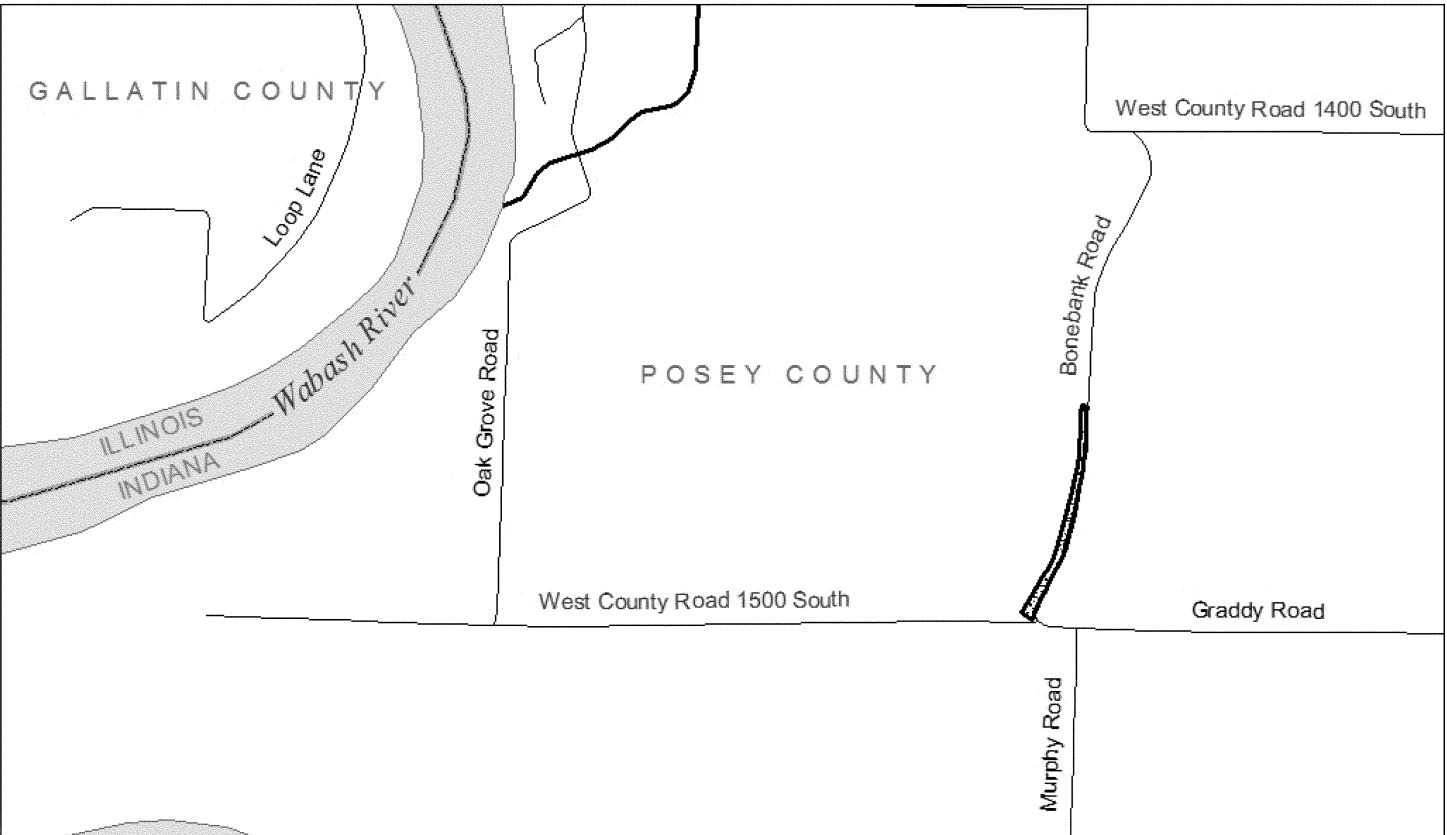 GALLATIN COUNTY
West County Road 1400 South
Loop Lane
Bonebank Road
Wabash River
Oak Grove Road
POSEY COUNTY
ILLINOIS
INDIANA
West County Road 1500 South
Graddy Road
Murphy Road